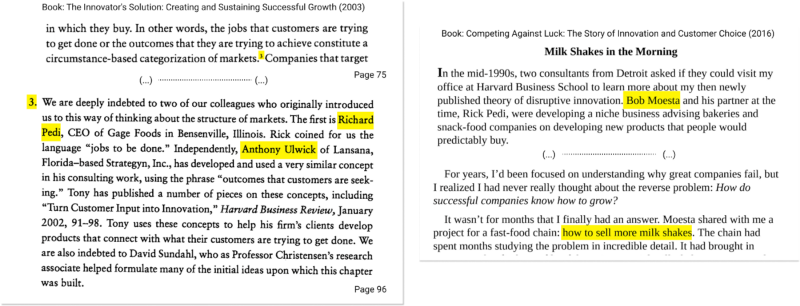 Book: The Innovator's Solution: Creating and Sustaining Successful Growth (2003)
in which they buy. In other words, the jobs that customers are trying
to get done or the outcomes that they are trying to achieve constitute a
circumstance-based categorization of markets.³ Companies that target
(...) ................................ (...) Page 75
3. We are deeply indebted to two of our colleagues who originally introduced
us to this way of thinking about the structure of markets. The first is Richard
Pedi, CEO of Gage Foods in Bensenville, Illinois. Rick coined for us the
language "jobs to be done." Independently, Anthony Ulwick of Lansana,
Florida–based Strategyn, Inc., has developed and used a very similar concept
in his consulting work, using the phrase "outcomes that customers are seek-
ing." Tony has published a number of pieces on these concepts, including
"Turn Customer Input into Innovation," Harvard Business Review, January
2002, 91–98. Tony uses these concepts to help his firm's clients develop
products that connect with what their customers are trying to get done. We
are also indebted to David Sundahl, who as Professor Christensen's research
associate helped formulate many of the initial ideas upon which this chapter
was built.
Page 96
Book: Competing Against Luck: The Story of Innovation and Customer Choice (2016)
Milk Shakes in the Morning
In the mid-1990s, two consultants from Detroit asked if they could visit my
office at Harvard Business School to learn more about my then newly
published theory of disruptive innovation. Bob Moesta and his partner at the
time, Rick Pedi, were developing a niche business advising bakeries and
snack-food companies on developing new products that people would
predictably buy.
(...) ................................ (...)
For years, I'd been focused on understanding why great companies fail, but
I realized I had never really thought about the reverse problem: How do
successful companies know how to grow?
It wasn't for months that I finally had an answer. Moesta shared with me a
project for a fast-food chain: how to sell more milk shakes. The chain had
spent months studying the problem in incredible detail. It had brought in